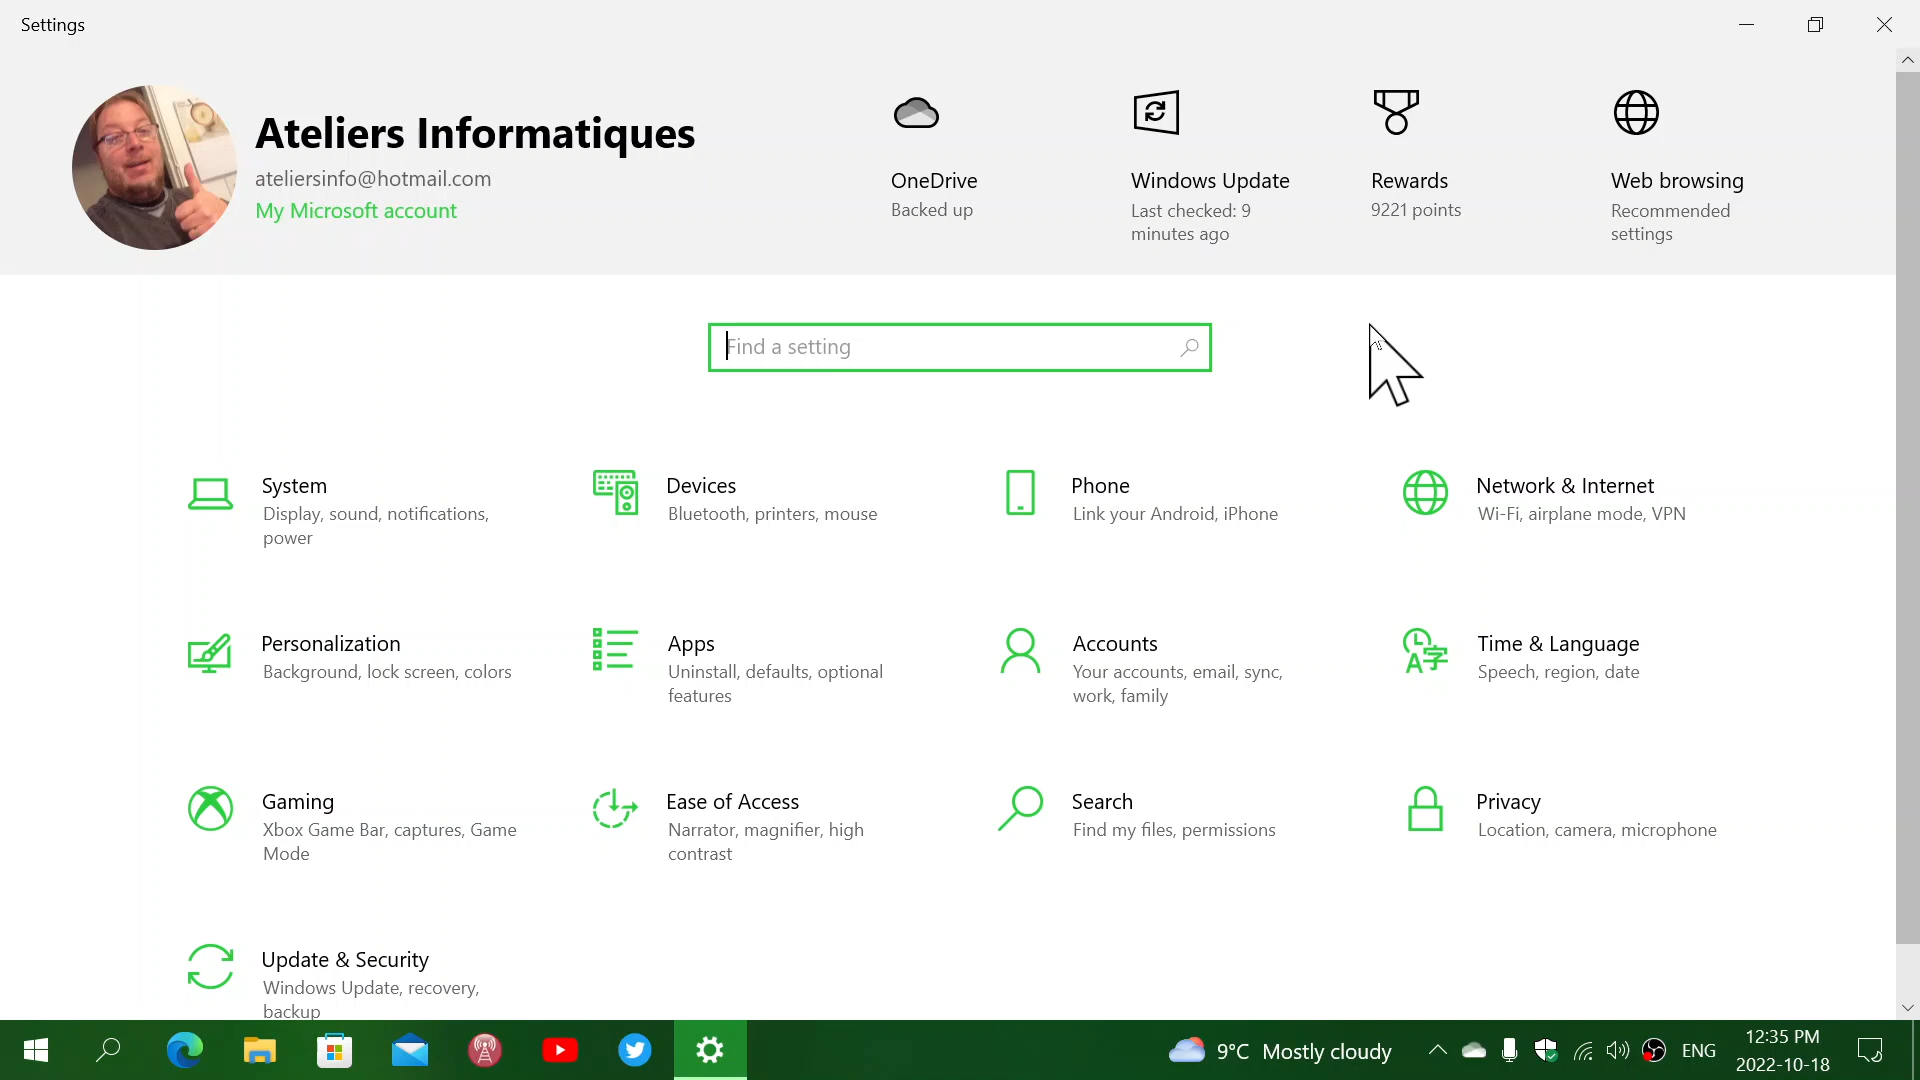 Settings
Ateliers Informatiques
ateliersinfo@hotmail.com
My Microsoft account
OneDrive
Backed up
Windows Update
Last checked: 9
minutes ago
Rewards
9221 points
Web browsing
Recommended
settings
Find a setting
System
Display, sound, notifications,
power
Devices
Bluetooth, printers, mouse
Phone
Link your Android, iPhone
Network & Internet
Wi-Fi, airplane mode, VPN
Personalization
Background, lock screen, colors
Apps
Uninstall, defaults, optional
features
Accounts
Your accounts, email, sync,
work, family
Time & Language
Speech, region, date
Gaming
Xbox Game Bar, captures, Game
Mode
Ease of Access
Narrator, magnifier, high
contrast
Search
Find my files, permissions
Privacy
Location, camera, microphone
Update & Security
Windows Update, recovery,
backup
9°C Mostly cloudy
ENG
12:35 PM
2022-10-18